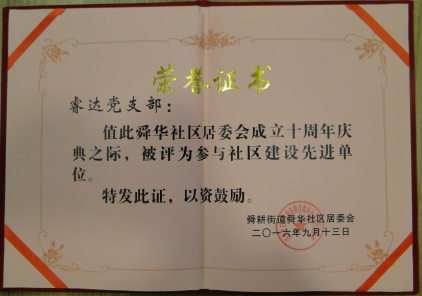 荣誉证书
睿达党支部：
值此舜华社区居委会成立十周年庆
典之际，被评为参与社区建设先进单
位。
特发此证，以资鼓励。
舜耕街道舜华社区居委会
二〇一六年九月十三日